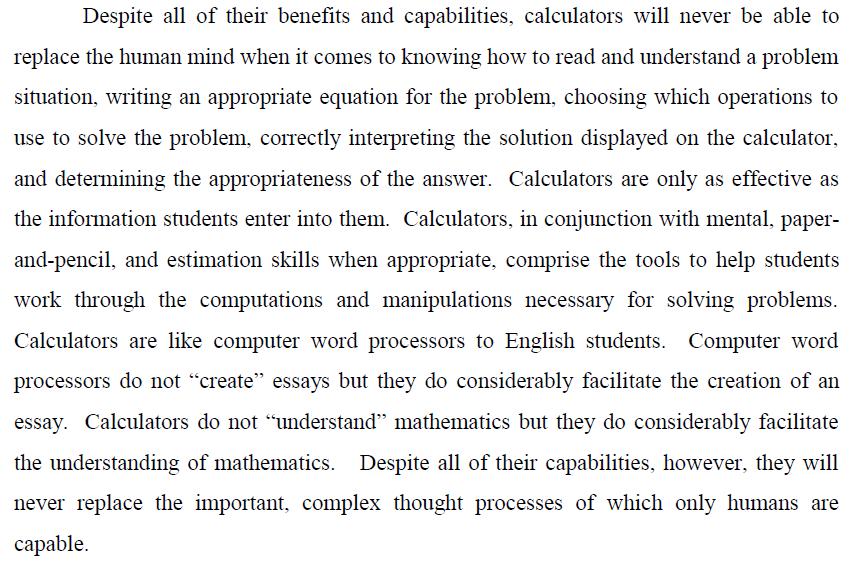 Despite all of their benefits and capabilities, calculators will never be able to
replace the human mind when it comes to knowing how to read and understand a problem
situation, writing an appropriate equation for the problem, choosing which operations to
use to solve the problem, correctly interpreting the solution displayed on the calculator,
and determining the appropriateness of the answer.  Calculators are only as effective as
the information students enter into them.  Calculators, in conjunction with mental, paper-
and-pencil, and estimation skills when appropriate, comprise the tools to help students
work through the computations and manipulations necessary for solving problems.
Calculators are like computer word processors to English students.  Computer word
processors do not “create” essays but they do considerably facilitate the creation of an
essay.  Calculators do not “understand” mathematics but they do considerably facilitate
the understanding of mathematics.   Despite all of their capabilities, however, they will
never replace the important, complex thought processes of which only humans are
capable.